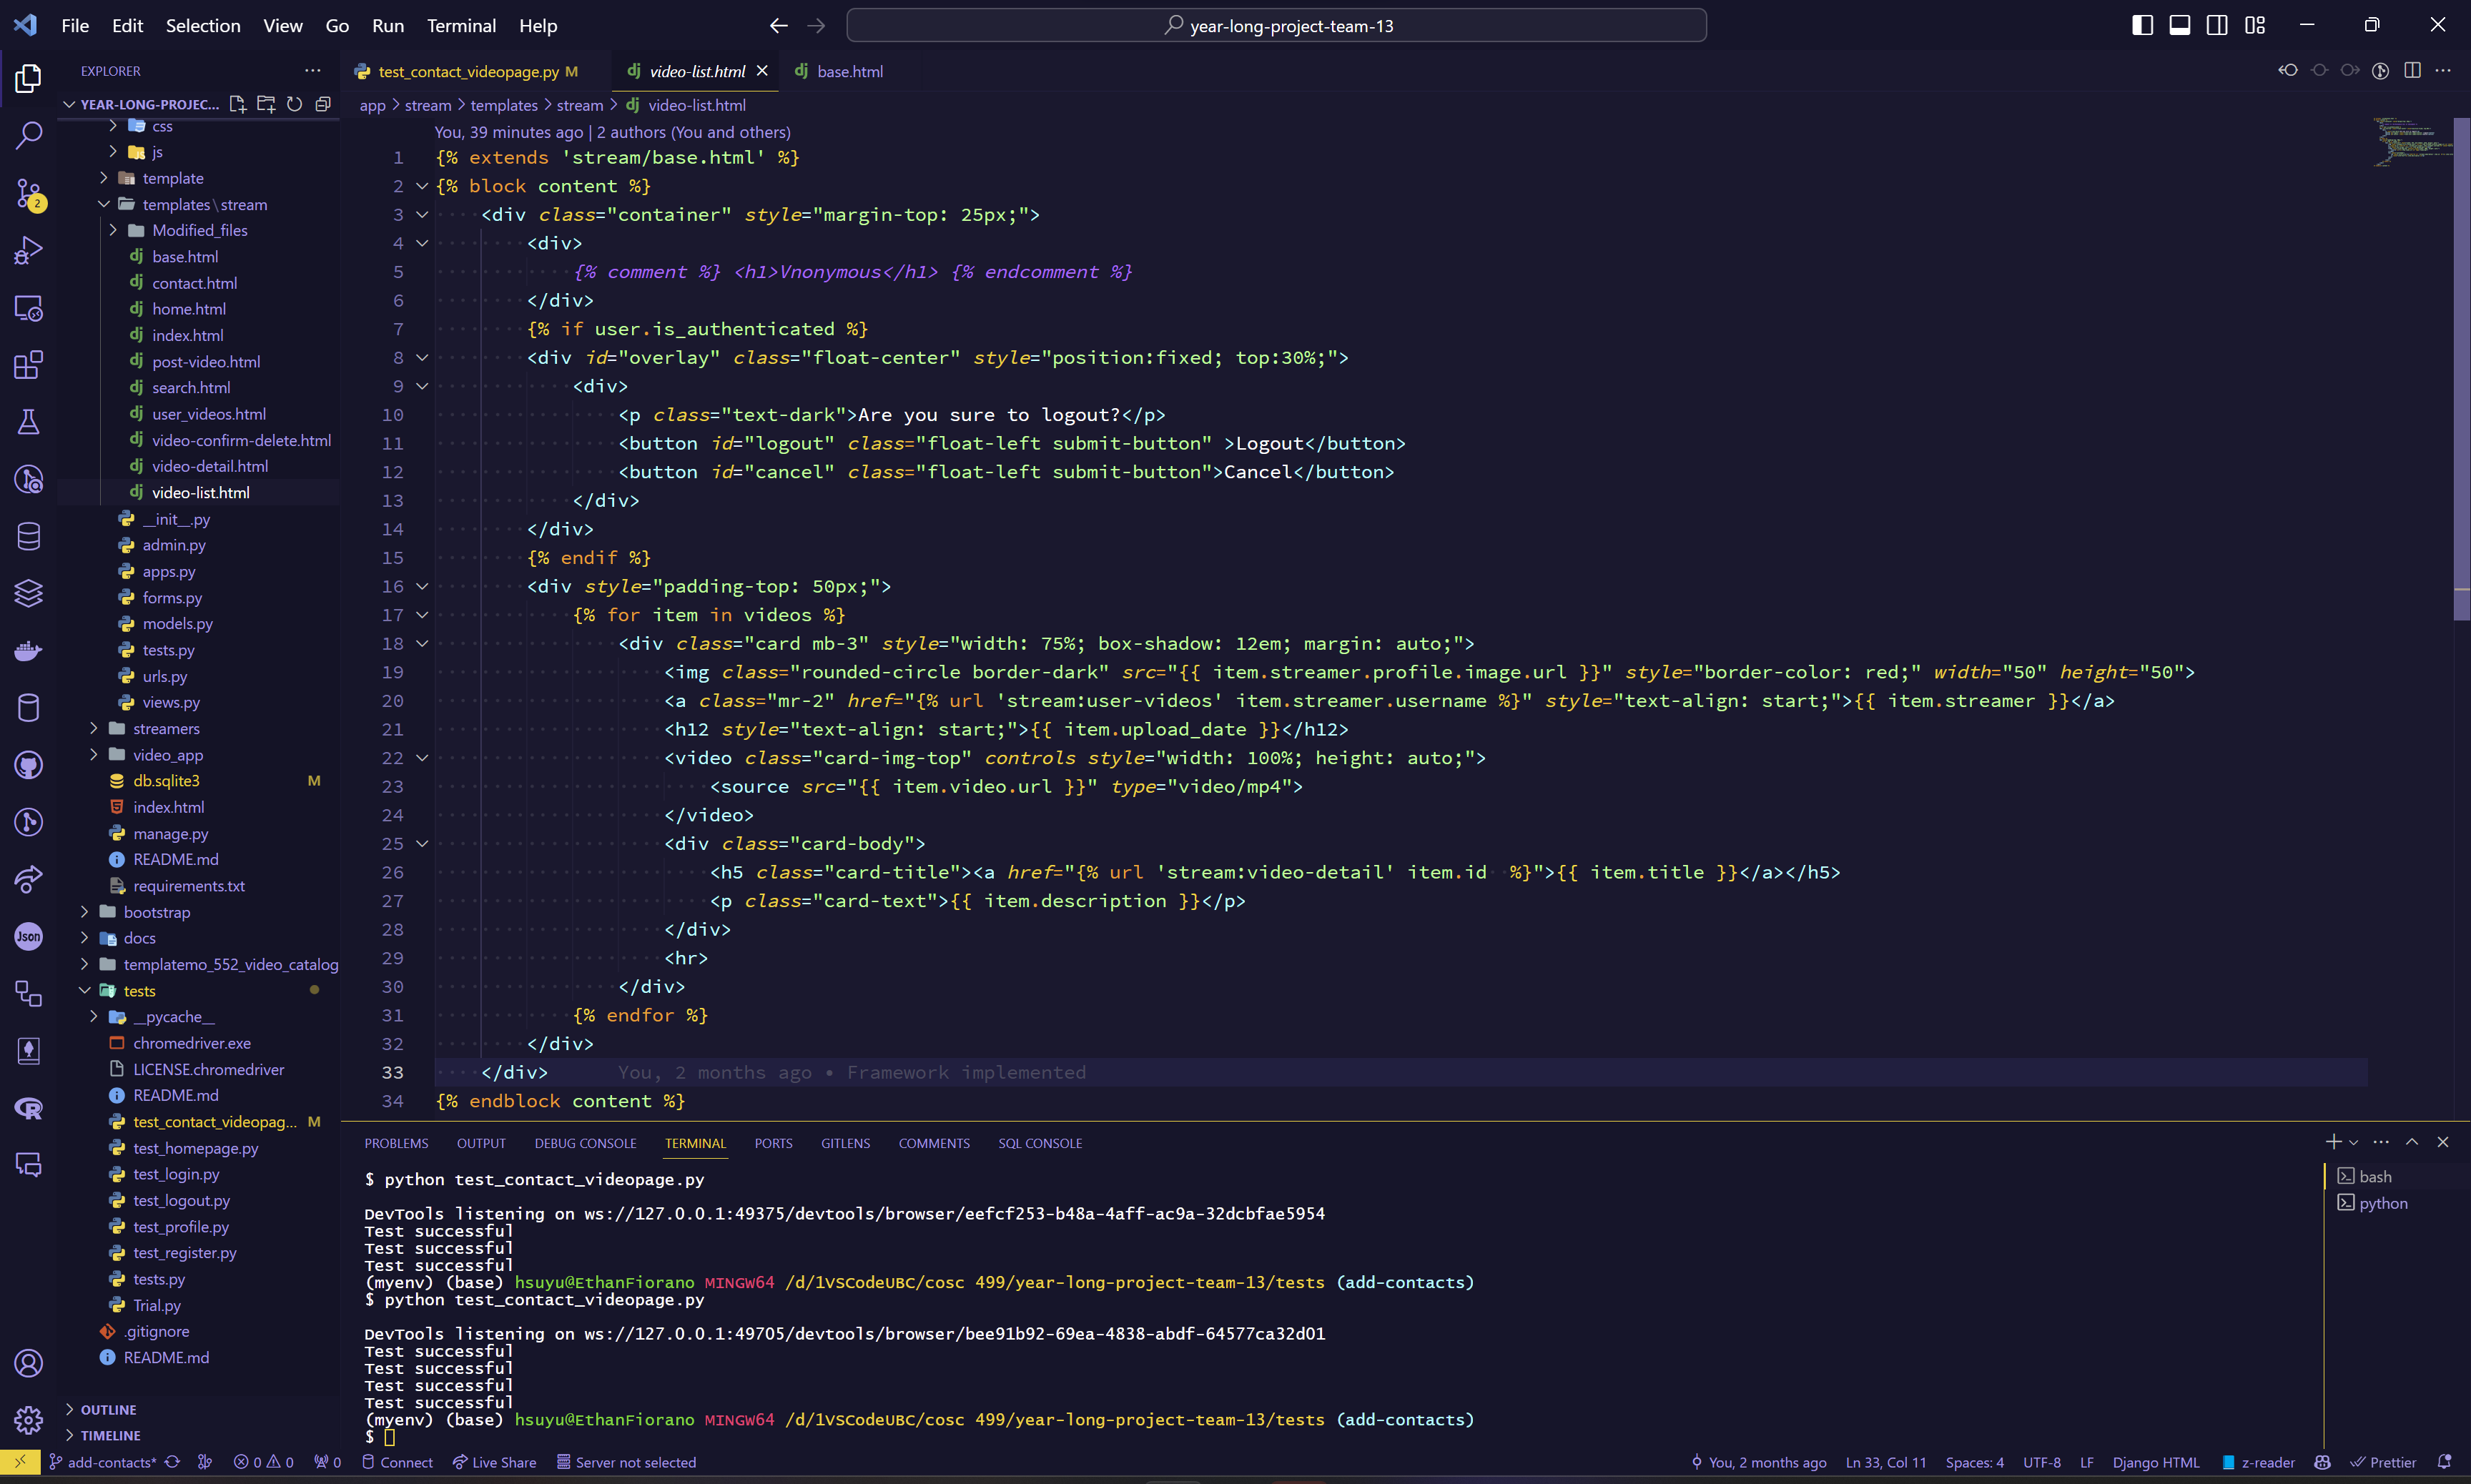 File Edit Selection View Go Run Terminal Help
year-long-project-team-13
EXPLORER
YEAR-LONG-PROJEC...
css
js
template
templates\stream
Modified_files
base.html
contact.html
home.html
index.html
post-video.html
search.html
user_videos.html
video-confirm-delete.html
video-detail.html
video-list.html
__init__.py
admin.py
apps.py
forms.py
models.py
tests.py
urls.py
views.py
streamers
video_app
db.sqlite3 M
index.html
manage.py
README.md
requirements.txt
bootstrap
docs
templatemo_552_video_catalog
tests
__pycache__
chromedriver.exe
LICENSE.chromedriver
README.md
test_contact_videopag... M
test_homepage.py
test_login.py
test_logout.py
test_profile.py
test_register.py
tests.py
Trial.py
.gitignore
README.md
OUTLINE
TIMELINE
2
Json
test_contact_videopage.py M
video-list.html
base.html
app > stream > templates > stream > video-list.html
You, 39 minutes ago | 2 authors (You and others)
1 {% extends 'stream/base.html' %}
2 {% block content %}
3 <div class="container" style="margin-top: 25px;">
4 <div>
5 {% comment %} <h1>Vnonymous</h1> {% endcomment %}
6 </div>
7 {% if user.is_authenticated %}
8 <div id="overlay" class="float-center" style="position:fixed; top:30%;">
9 <div>
10 <p class="text-dark">Are you sure to logout?</p>
11 <button id="logout" class="float-left submit-button" >Logout</button>
12 <button id="cancel" class="float-left submit-button">Cancel</button>
13 </div>
14 </div>
15 {% endif %}
16 <div style="padding-top: 50px;">
17 {% for item in videos %}
18 <div class="card mb-3" style="width: 75%; box-shadow: 12em; margin: auto;">
19 <img class="rounded-circle border-dark" src="{{ item.streamer.profile.image.url }}" style="border-color: red;" width="50" height="50">
20 <a class="mr-2" href="{% url 'stream:user-videos' item.streamer.username %}" style="text-align: start;">{{ item.streamer }}</a>
21 <h12 style="text-align: start;">{{ item.upload_date }}</h12>
22 <video class="card-img-top" controls style="width: 100%; height: auto;">
23 <source src="{{ item.video.url }}" type="video/mp4">
24 </video>
25 <div class="card-body">
26 <h5 class="card-title"><a href="{% url 'stream:video-detail' item.id  %}">{{ item.title }}</a></h5>
27 <p class="card-text">{{ item.description }}</p>
28 </div>
29 <hr>
30 </div>
31 {% endfor %}
32 </div>
33 </div> You, 2 months ago • Framework implemented
34 {% endblock content %}
PROBLEMS OUTPUT DEBUG CONSOLE TERMINAL PORTS GITLENS COMMENTS SQL CONSOLE
$ python test_contact_videopage.py
DevTools listening on ws://127.0.0.1:49375/devtools/browser/eefcf253-b48a-4aff-ac9a-32dcbfae5954
Test successful
Test successful
Test successful
(myenv) (base) hsuyu@EthanFiorano MINGW64 /d/1VSCodeUBC/cosc 499/year-long-project-team-13/tests (add-contacts)
$ python test_contact_videopage.py
DevTools listening on ws://127.0.0.1:49705/devtools/browser/bee91b92-69ea-4838-abdf-64577ca32d01
Test successful
Test successful
Test successful
Test successful
(myenv) (base) hsuyu@EthanFiorano MINGW64 /d/1VSCodeUBC/cosc 499/year-long-project-team-13/tests (add-contacts)
$
bash
python
add-contacts* 0 0 0 Connect Live Share Server not selected You, 2 months ago Ln 33, Col 11 Spaces: 4 UTF-8 LF Django HTML z-reader Prettier